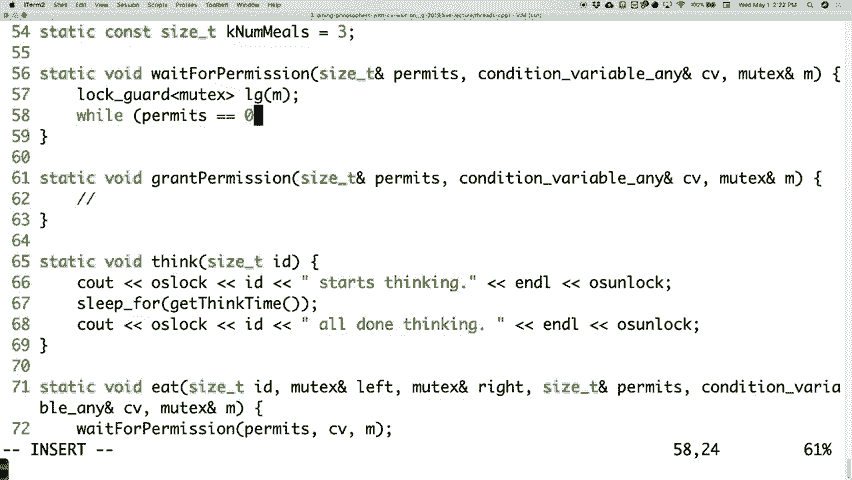 iTerm2 Shell Edit View Session Scripts Profiles Toolbelt Window Help Wed May 1 2:22 PM
54 static const size_t kNumMeals = 3;
55
56 static void waitForPermission(size_t& permits, condition_variable_any& cv, mutex& m) {
57     lock_guard<mutex> lg(m);
58     while (permits == 0
59 }
60
61 static void grantPermission(size_t& permits, condition_variable_any& cv, mutex& m) {
62     //
63 }
64
65 static void think(size_t id) {
66     cout << oslock << id << " starts thinking." << endl << osunlock;
67     sleep_for(getThinkTime());
68     cout << oslock << id << " all done thinking. " << endl << osunlock;
69 }
70
71 static void eat(size_t id, mutex& left, mutex& right, size_t& permits, condition_varia
ble_any& cv, mutex& m) {
72     waitForPermission(permits, cv, m);
-- INSERT -- 58,24 61%